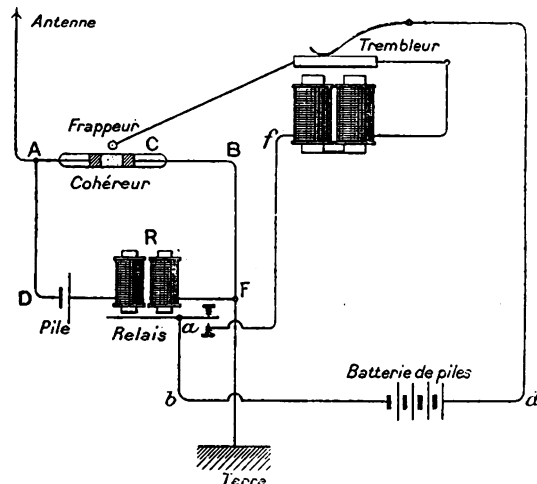 Antenne
Trembleur
Frappeur
f
A
C
B
Cohéreur
R
D
F
Pile
Relais
a
Batterie de piles
b
d
Terre